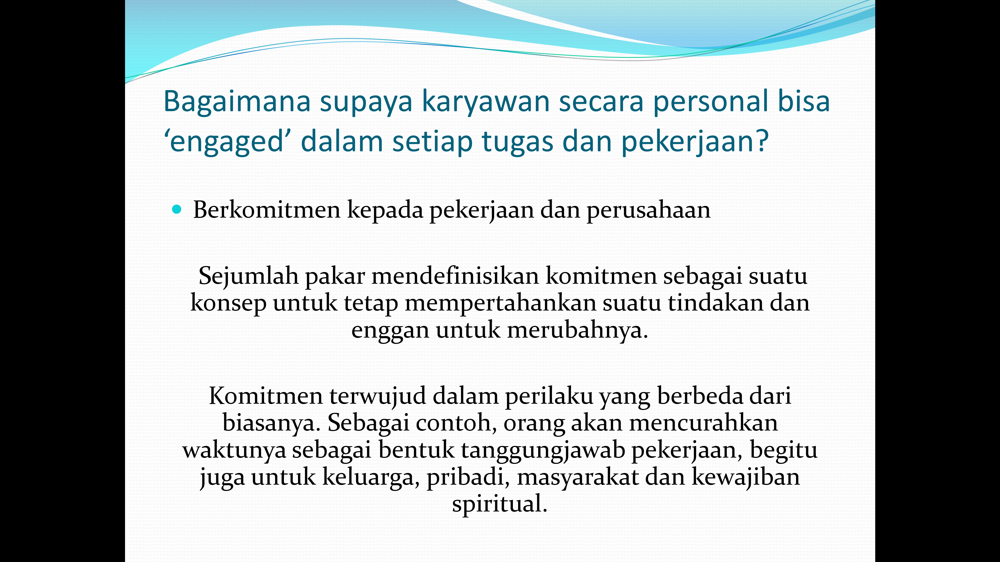 Bagaimana supaya karyawan secara personal bisa
‘engaged’ dalam setiap tugas dan pekerjaan?
• Berkomitmen kepada pekerjaan dan perusahaan
Sejumlah pakar mendefinisikan komitmen sebagai suatu
konsep untuk tetap mempertahankan suatu tindakan dan
enggan untuk merubahnya.
Komitmen terwujud dalam perilaku yang berbeda dari
biasanya. Sebagai contoh, orang akan mencurahkan
waktunya sebagai bentuk tanggungjawab pekerjaan, begitu
juga untuk keluarga, pribadi, masyarakat dan kewajiban
spiritual.